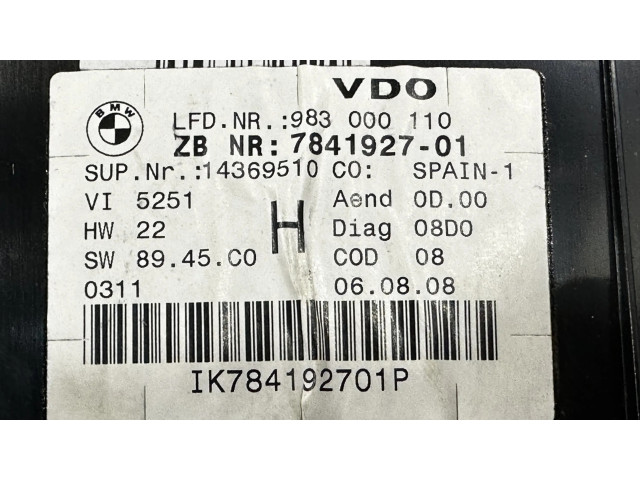 BMW
VDO
LFD.NR.:983 000 110
ZB NR:7841927-01
SUP.Nr.:14369510 CO: SPAIN-1
VI 5251 Aend 0D.00
HW 22 H Diag 08D0
SW 89.45.C0 COD 08
0311 06.08.08
IK784192701P